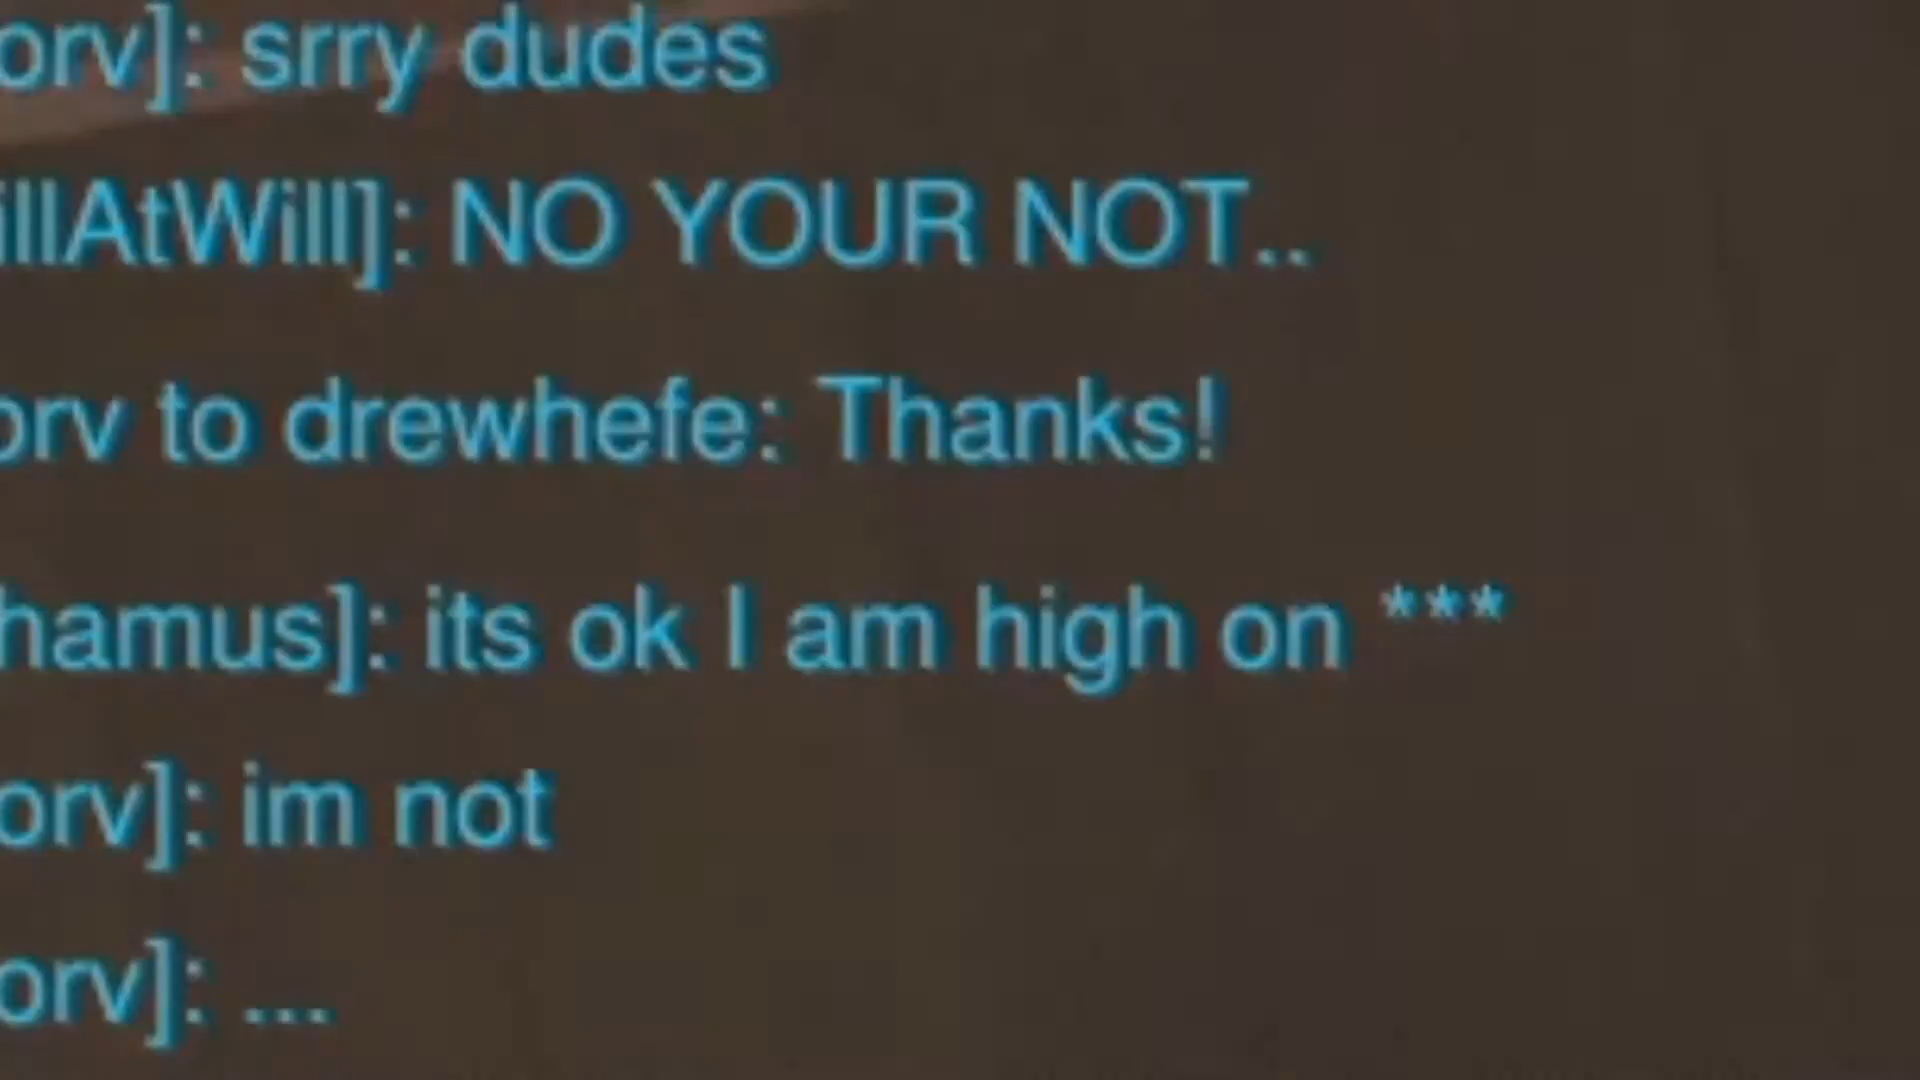 orv]: srry dudes
illAtWill]: NO YOUR NOT..
orv to drewhefe: Thanks!
hamus]: its ok I am high on ***
orv]: im not
orv]: ...